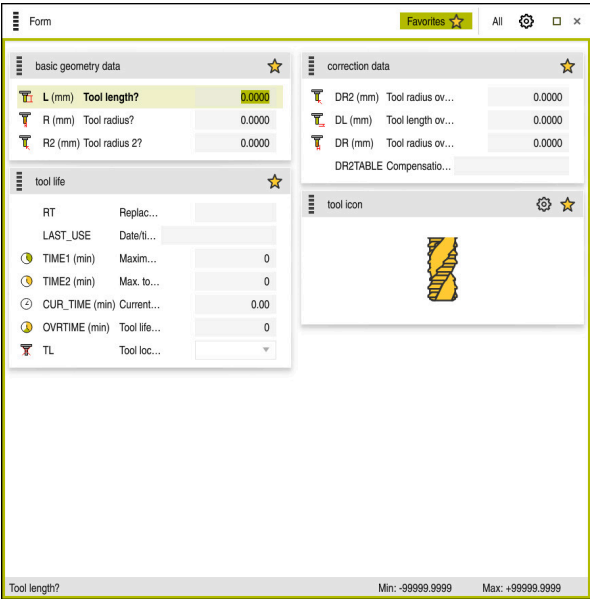 Form Favorites All
basic geometry data
L (mm) Tool length? 0.0000
R (mm) Tool radius? 0.0000
R2 (mm) Tool radius 2? 0.0000
tool life
RT Replac...
LAST_USE Date/ti...
TIME1 (min) Maxim... 0
TIME2 (min) Max. to... 0
CUR_TIME (min) Current... 0.00
OVRTIME (min) Tool life... 0
TL Tool loc...
correction data
DR2 (mm) Tool radius ov... 0.0000
DL (mm) Tool length ov... 0.0000
DR (mm) Tool radius ov... 0.0000
DR2TABLE Compensatio...
tool icon
Tool length? Min: -99999.9999 Max: +99999.9999